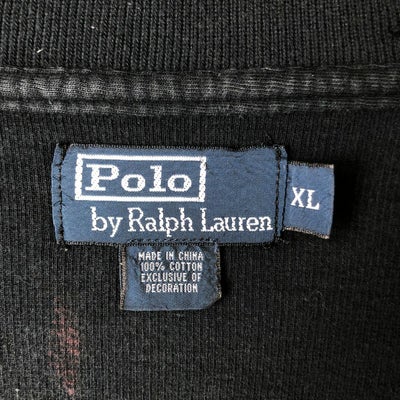 Polo
by Ralph Lauren
XL
MADE IN CHINA
100% COTTON
EXCLUSIVE OF
DECORATION